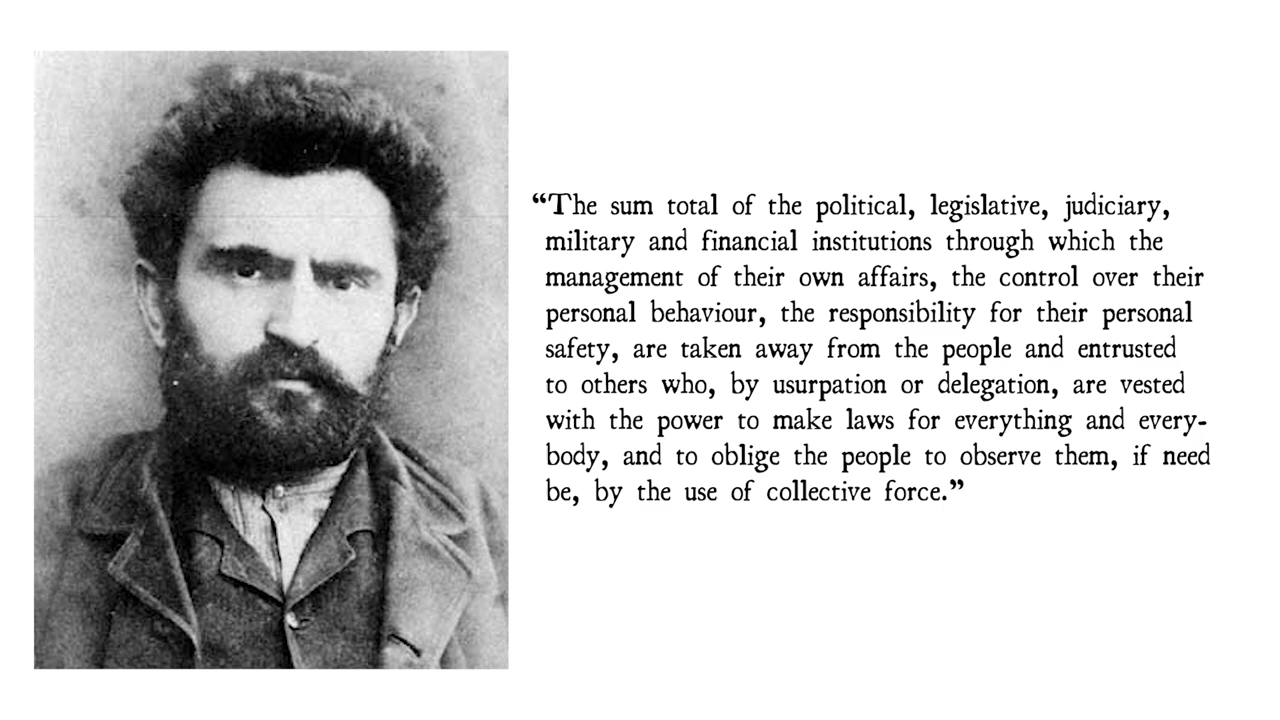 “The sum total of the political, legislative, judiciary,
military and financial institutions through which the
management of their own affairs, the control over their
personal behaviour, the responsibility for their personal
safety, are taken away from the people and entrusted
to others who, by usurpation or delegation, are vested
with the power to make laws for everything and every-
body, and to oblige the people to observe them, if need
be, by the use of collective force.”